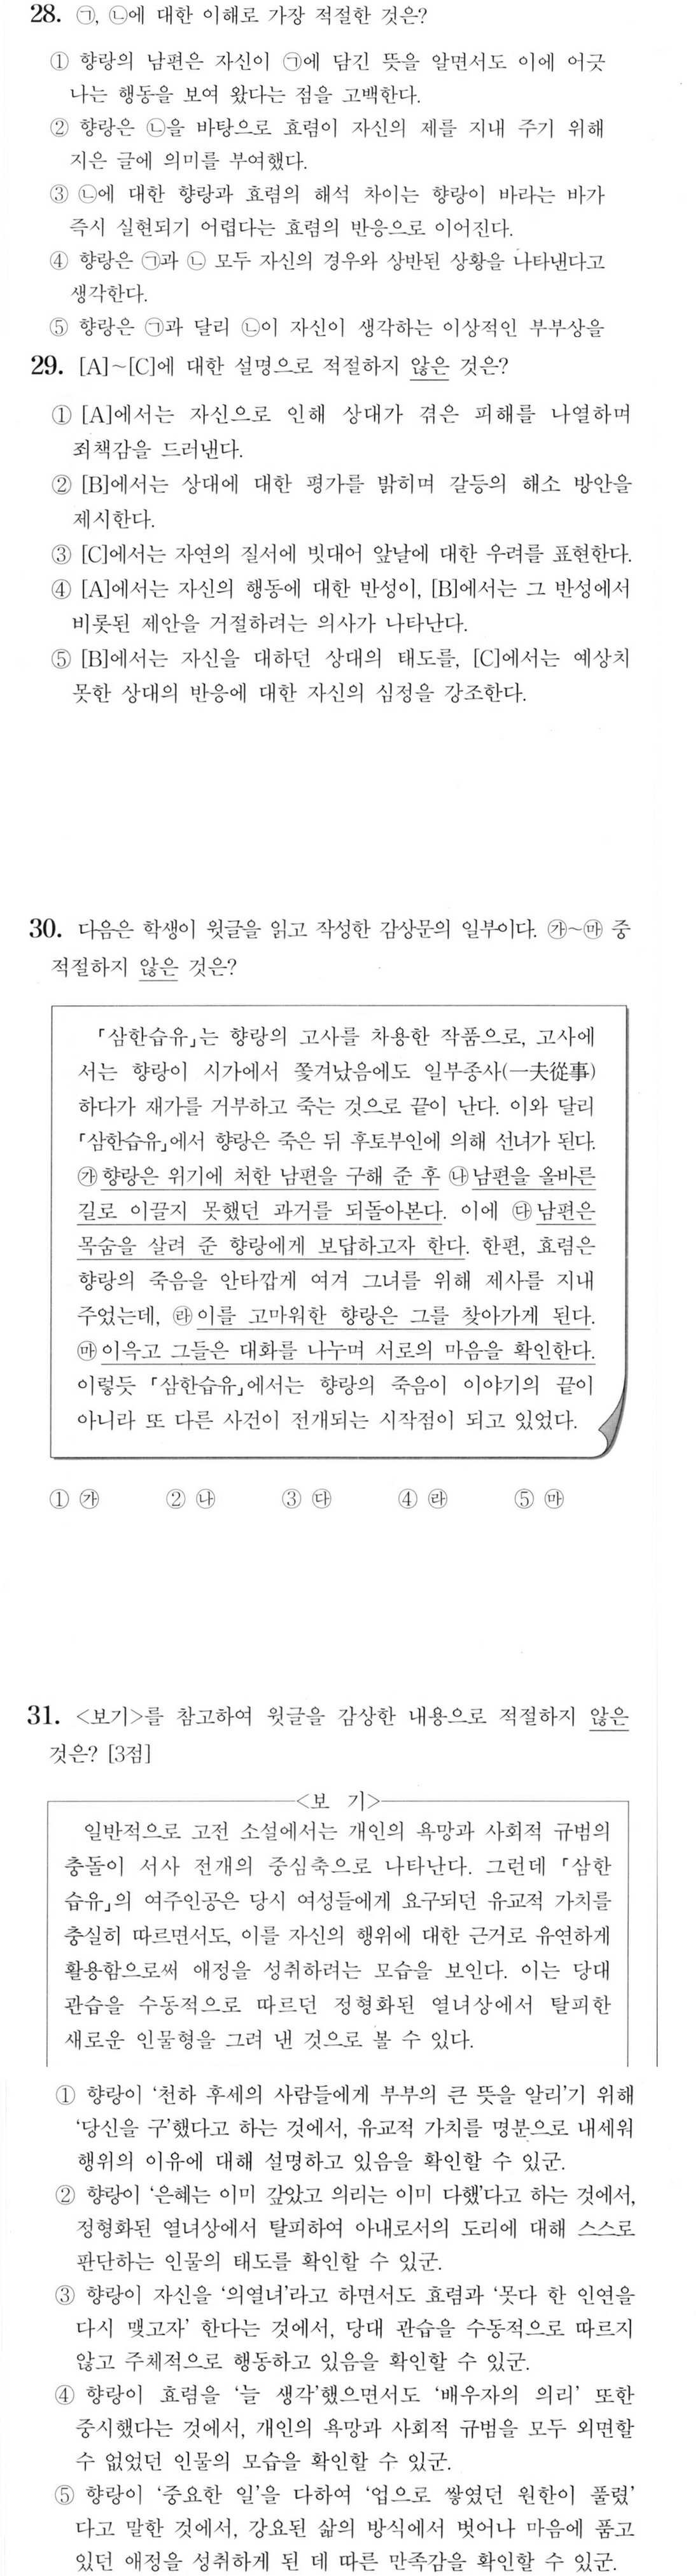 28. ㉠, ㉡에 대한 이해로 가장 적절한 것은?
① 향랑의 남편은 자신이 ㉠에 담긴 뜻을 알면서도 이에 어긋
나는 행동을 보여 왔다는 점을 고백한다.
② 향랑은 ㉡을 바탕으로 효렴이 자신의 제를 지내 주기 위해
지은 글에 의미를 부여했다.
③ ㉡에 대한 향랑과 효렴의 해석 차이는 향랑이 바라는 바가
즉시 실현되기 어렵다는 효렴의 반응으로 이어진다.
④ 향랑은 ㉠과 ㉡ 모두 자신의 경우와 상반된 상황을 나타낸다고
생각한다.
⑤ 향랑은 ㉠과 달리 ㉡이 자신이 생각하는 이상적인 부부상을
29. [A]~[C]에 대한 설명으로 적절하지 않은 것은?
① [A]에서는 자신으로 인해 상대가 겪은 피해를 나열하며
죄책감을 드러낸다.
② [B]에서는 상대에 대한 평가를 밝히며 갈등의 해소 방안을
제시한다.
③ [C]에서는 자연의 질서에 빗대어 앞날에 대한 우려를 표현한다.
④ [A]에서는 자신의 행동에 대한 반성이, [B]에서는 그 반성에서
비롯된 제안을 거절하려는 의사가 나타난다.
⑤ [B]에서는 자신을 대하던 상대의 태도를, [C]에서는 예상치
못한 상대의 반응에 대한 자신의 심정을 강조한다.
30. 다음은 학생이 윗글을 읽고 작성한 감상문의 일부이다. ㉮~㉲ 중
적절하지 않은 것은?
「삼한습유」는 향랑의 고사를 차용한 작품으로, 고사에
서는 향랑이 시가에서 쫓겨났음에도 일부종사(一夫從事)
하다가 재가를 거부하고 죽는 것으로 끝이 난다. 이와 달리
「삼한습유」에서 향랑은 죽은 뒤 후토부인에 의해 선녀가 된다.
㉮향랑은 위기에 처한 남편을 구해 준 후 ㉯남편을 올바른
길로 이끌지 못했던 과거를 되돌아본다. 이에 ㉰남편은
목숨을 살려 준 향랑에게 보답하고자 한다. 한편, 효렴은
향랑의 죽음을 안타깝게 여겨 그녀를 위해 제사를 지내
주었는데, ㉱이를 고마워한 향랑은 그를 찾아가게 된다.
㉲이윽고 그들은 대화를 나누며 서로의 마음을 확인한다.
이렇듯 「삼한습유」에서는 향랑의 죽음이 이야기의 끝이
아니라 또 다른 사건이 전개되는 시작점이 되고 있었다.
① ㉮ ② ㉯ ③ ㉰ ④ ㉱ ⑤ ㉲
31. <보기>를 참고하여 윗글을 감상한 내용으로 적절하지 않은
것은? [3점]
<보 기>
일반적으로 고전 소설에서는 개인의 욕망과 사회적 규범의
충돌이 서사 전개의 중심축으로 나타난다. 그런데 「삼한
습유」의 여주인공은 당시 여성들에게 요구되던 유교적 가치를
충실히 따르면서도, 이를 자신의 행위에 대한 근거로 유연하게
활용함으로써 애정을 성취하려는 모습을 보인다. 이는 당대
관습을 수동적으로 따르던 정형화된 열녀상에서 탈피한
새로운 인물형을 그려 낸 것으로 볼 수 있다.
① 향랑이 ‘천하 후세의 사람들에게 부부의 큰 뜻을 알리’기 위해
‘당신을 구’했다고 하는 것에서, 유교적 가치를 명분으로 내세워
행위의 이유에 대해 설명하고 있음을 확인할 수 있군.
② 향랑이 ‘은혜는 이미 갚았고 의리는 이미 다했’다고 하는 것에서,
정형화된 열녀상에서 탈피하여 아내로서의 도리에 대해 스스로
판단하는 인물의 태도를 확인할 수 있군.
③ 향랑이 자신을 ‘의열녀’라고 하면서도 효렴과 ‘못다 한 인연을
다시 맺고자’ 한다는 것에서, 당대 관습을 수동적으로 따르지
않고 주체적으로 행동하고 있음을 확인할 수 있군.
④ 향랑이 효렴을 ‘늘 생각’했으면서도 ‘배우자의 의리’ 또한
중시했다는 것에서, 개인의 욕망과 사회적 규범을 모두 외면할
수 없었던 인물의 모습을 확인할 수 있군.
⑤ 향랑이 ‘중요한 일’을 다하여 ‘업으로 쌓였던 원한이 풀렸’
다고 말한 것에서, 강요된 삶의 방식에서 벗어나 마음에 품고
있던 애정을 성취하게 된 데 따른 만족감을 확인할 수 있군.